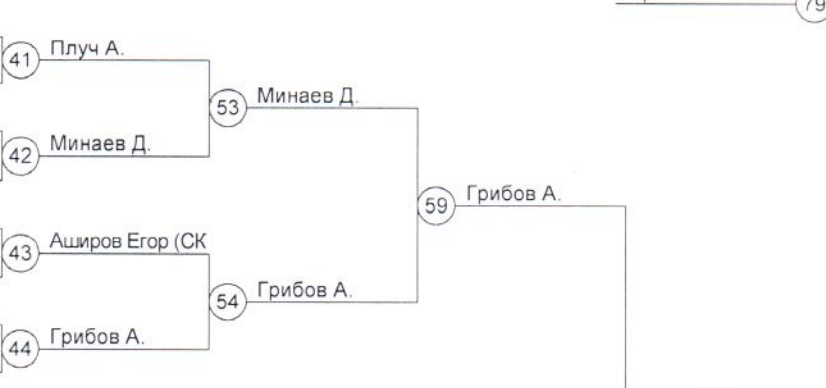 79
41 Плуч А.
53 Минаев Д.
42 Минаев Д.
59 Грибов А.
43 Аширов Егор (СК
54 Грибов А.
44 Грибов А.